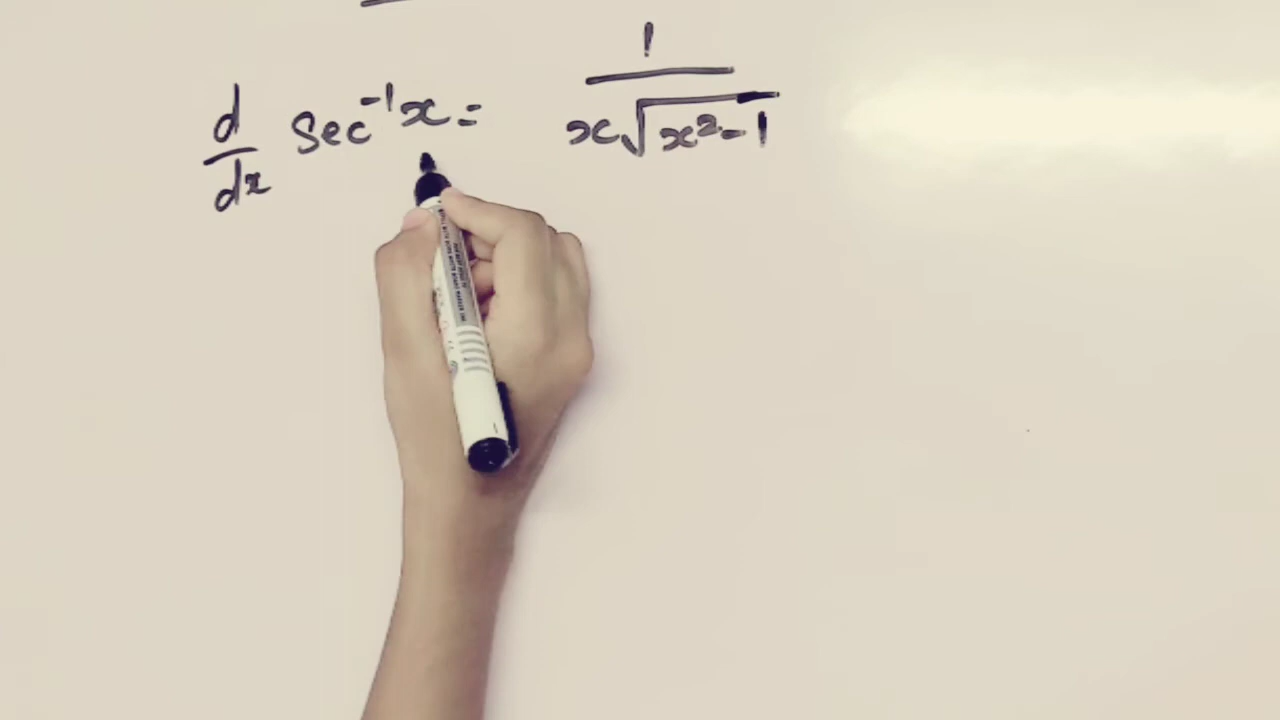 d/dx Sec⁻¹x = 1/(x√(x²-1))